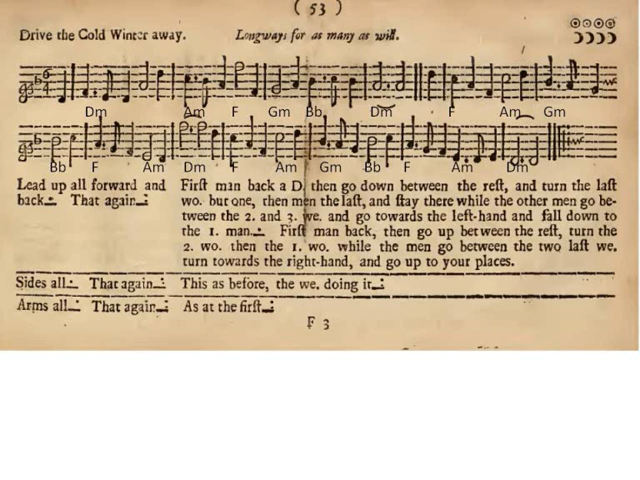 ( 53 )
Drive the Cold Winter away. Longways for as many as will.
Dm Am F Gm Bb Dm F Am Gm
Bb F Am Dm F Gm Bb F Am Dm
Lead up all forward and back. That again.
First man back a D. then go down between the rest, and turn the last
wo. but one, then men the last, and stay there while the other men go be-
tween the 2. and 3. we. and go towards the left-hand and fall down to
the 1. man. First man back, then go up between the rest, turn the
2. wo. then the 1. wo. while the men go between the two last we.
turn towards the right-hand, and go up to your places.
Sides all. That again. This as before, the we. doing it.
Arms all. That again. As at the first.
F 3